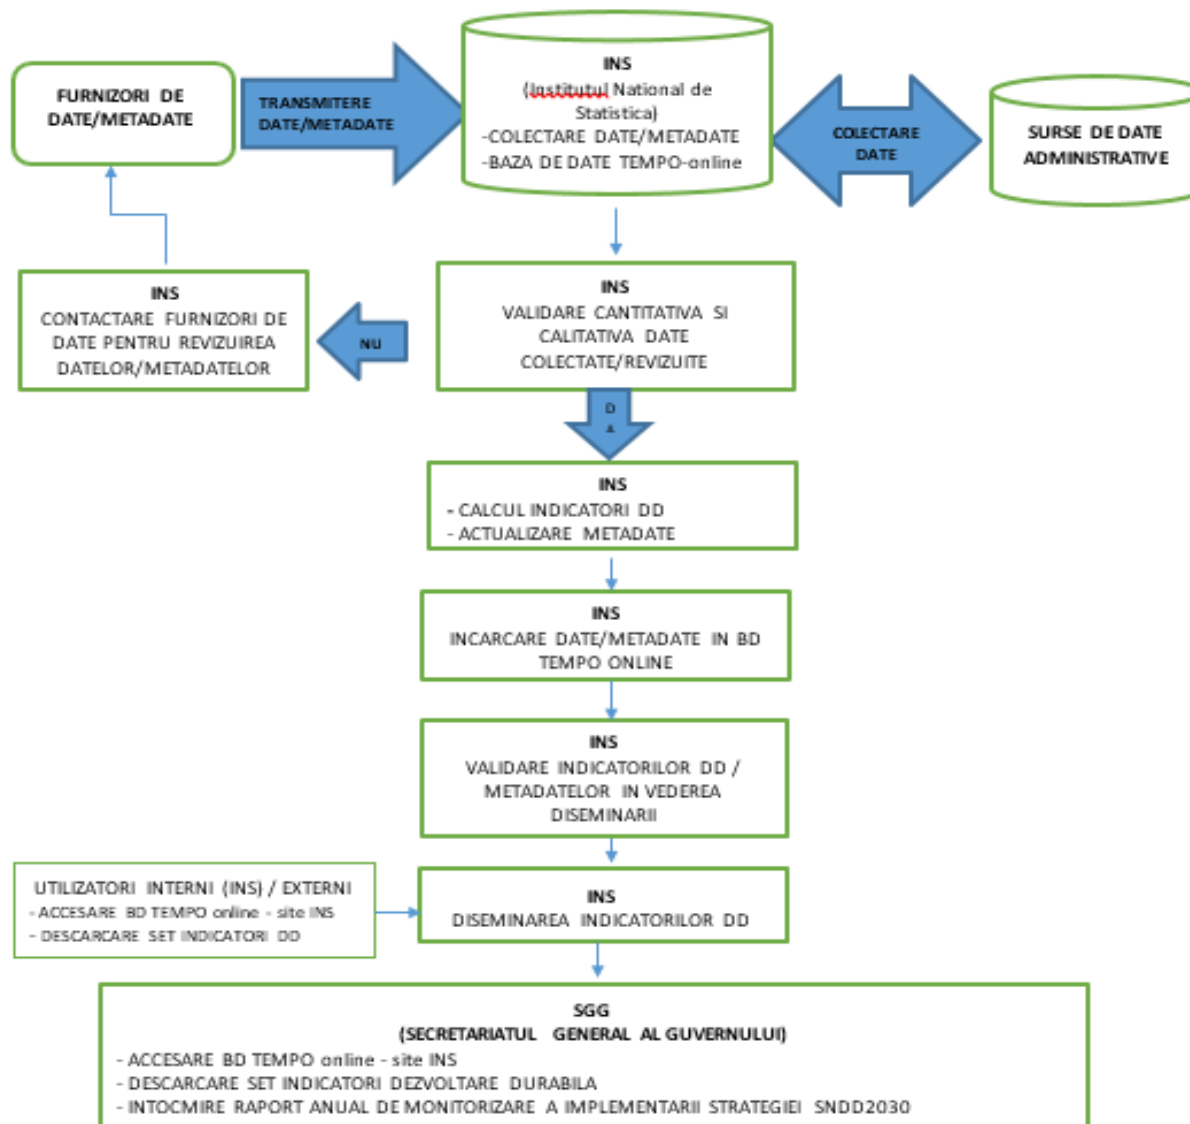 FURNIZORI DE
DATE/METADATE
TRANSMITERE
DATE/METADATE
INS
(Institutul National de
Statistica)
-COLECTARE DATE/METADATE
-BAZA DE DATE TEMPO-online
COLECTARE
DATE
SURSE DE DATE
ADMINISTRATIVE
INS
CONTACTARE FURNIZORI DE
DATE PENTRU REVIZUIREA
DATELOR/METADATELOR
NU
INS
VALIDARE CANTITATIVA SI
CALITATIVA DATE
COLECTATE/REVIZUITE
D
A
INS
- CALCUL INDICATORI DD
- ACTUALIZARE METADATE
INS
INCARCARE DATE/METADATE IN BD
TEMPO ONLINE
INS
VALIDARE INDICATORILOR DD /
METADATELOR IN VEDEREA
DISEMINARII
UTILIZATORI INTERNI (INS) / EXTERNI
- ACCESARE BD TEMPO online - site INS
- DESCARCARE SET INDICATORI DD
INS
DISEMINAREA INDICATORILOR DD
SGG
(SECRETARIATUL GENERAL AL GUVERNULUI)
- ACCESARE BD TEMPO online - site INS
- DESCARCARE SET INDICATORI DEZVOLTARE DURABILA
- INTOCMIRE RAPORT ANUAL DE MONITORIZARE A IMPLEMENTARII STRATEGIEI SNDD2030